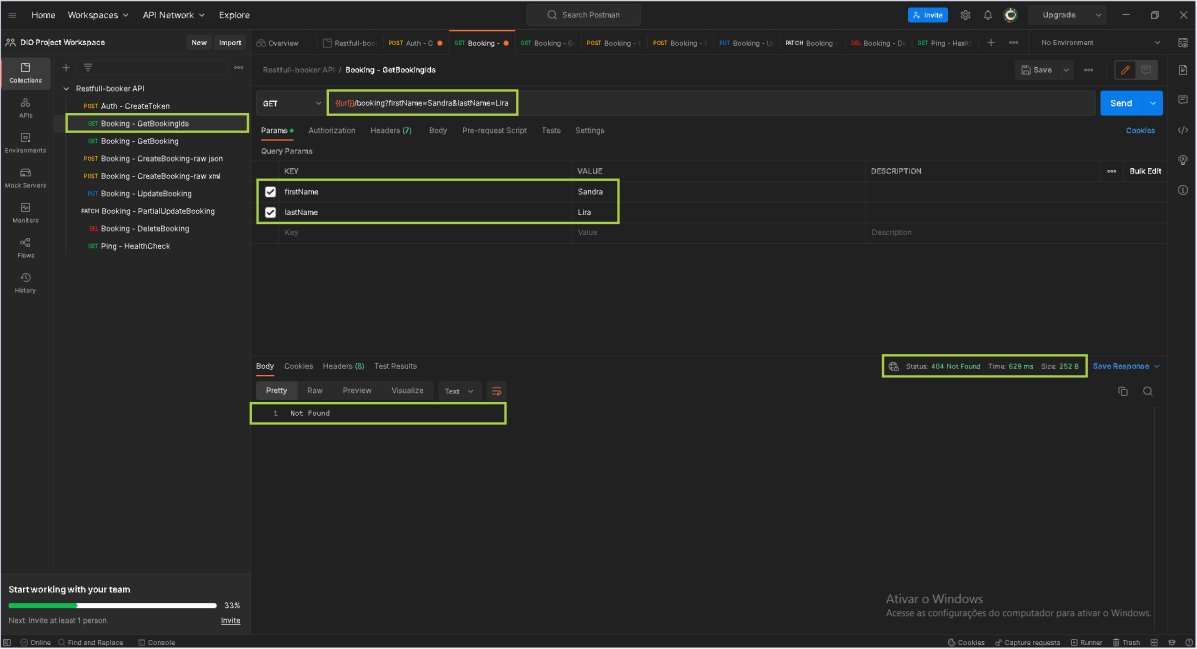 Home Workspaces API Network Explore Search Postman Invite Upgrade
DIO Project Workspace New Import Overview Restfull-bool POST Auth - C GET Booking - GET Booking - G POST Booking - POST Booking - PUT Booking - U PATCH Booking - DEL Booking - De GET Ping - Healt No Environment
Collections
APIs
Environments
Mock Servers
Monitors
Flows
History
Restfull-booker API
POST Auth - CreateToken
GET Booking - GetBookingIds
GET Booking - GetBooking
POST Booking - CreateBooking-raw json
POST Booking - CreateBooking-raw xml
PUT Booking - UpdateBooking
PATCH Booking - PartialUpdateBooking
DEL Booking - DeleteBooking
GET Ping - HealthCheck
Restfull-booker API / Booking - GetBookingIds Save
GET {{url}}/booking?firstName=Sandra&lastName=Lira Send
Params Authorization Headers (7) Body Pre-request Script Tests Settings Cookies
Query Params
KEY VALUE DESCRIPTION Bulk Edit
firstName Sandra
lastName Lira
Key Value Description
Body Cookies Headers (8) Test Results Status: 404 Not Found Time: 629 ms Size: 252 B Save Response
Pretty Raw Preview Visualize Text
1 Not Found
Start working with your team
33%
Next: Invite at least 1 person. Invite
Ativar o Windows
Acesse as configurações do computador para ativar o Windows.
Online Find and Replace Console Cookies Capture requests Runner Trash